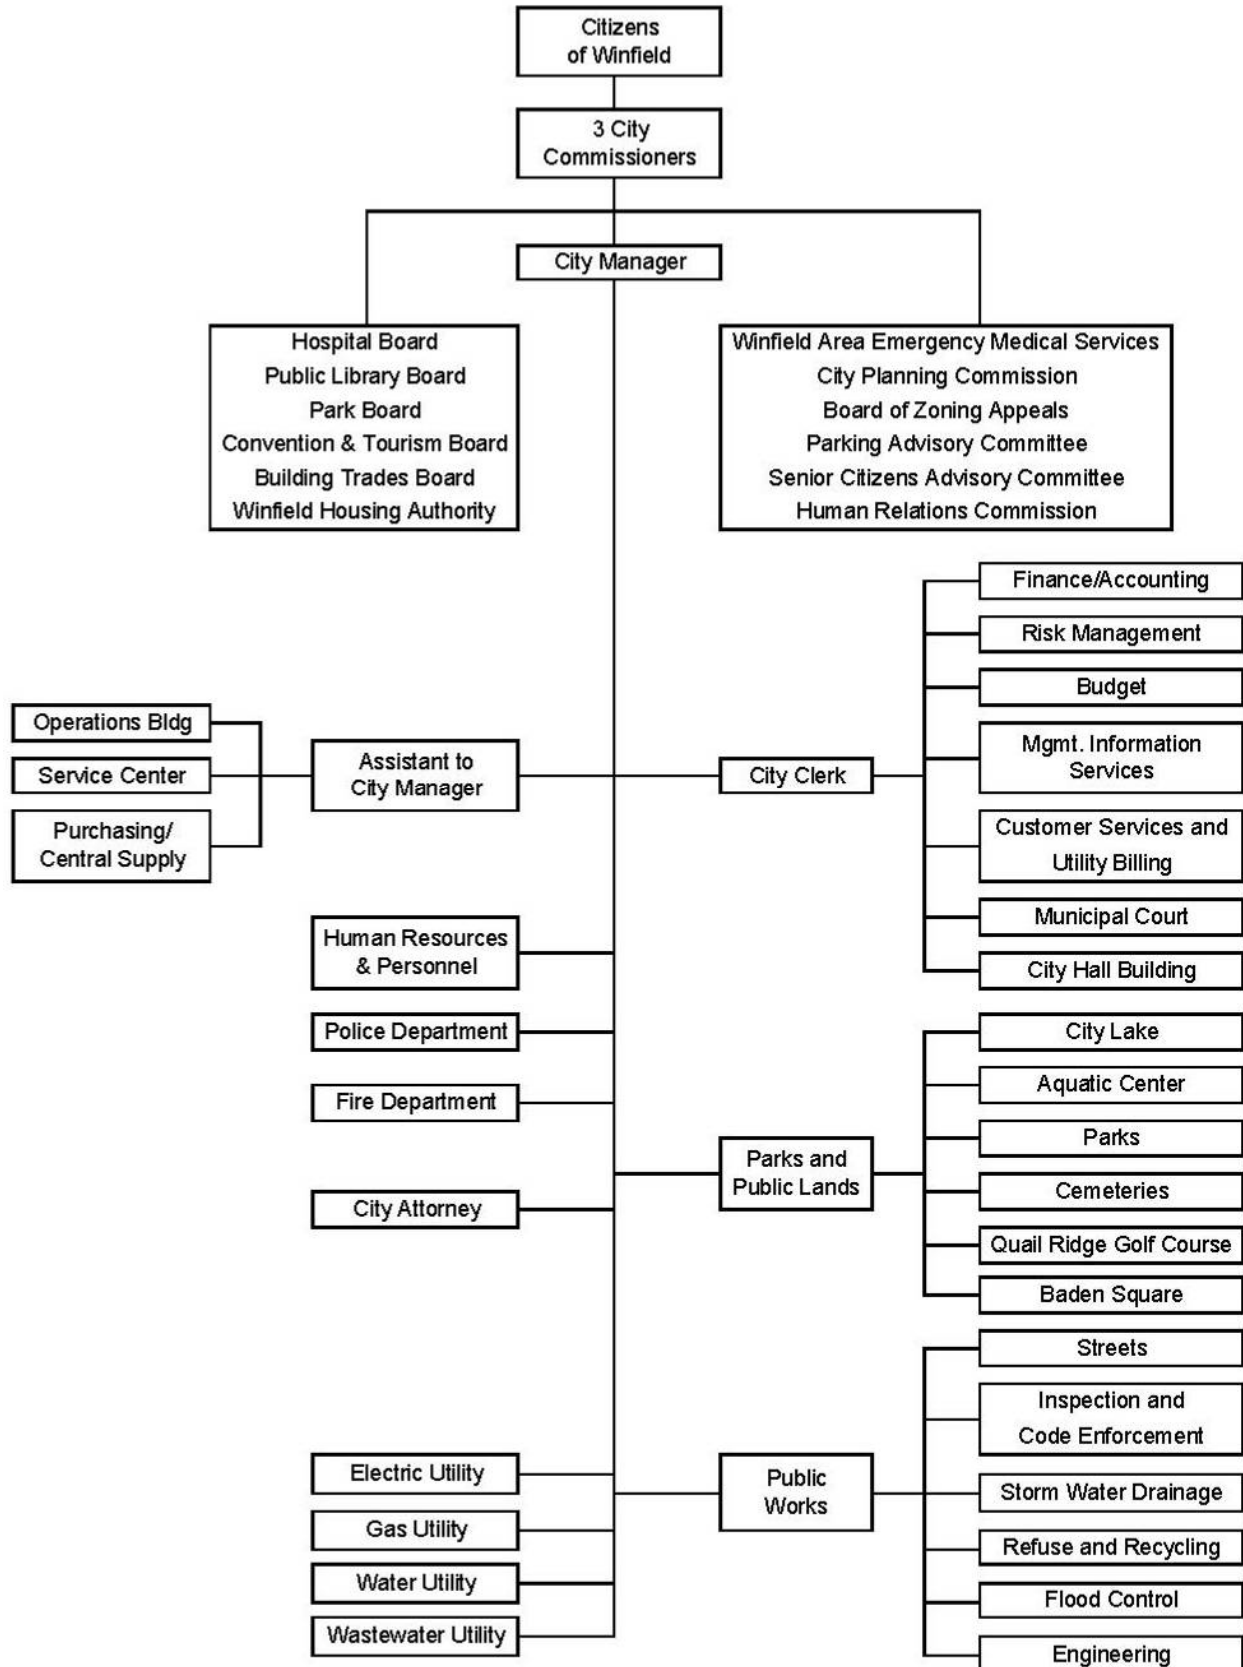 Citizens
of Winfield
3 City
Commissioners
City Manager
Hospital Board
Public Library Board
Park Board
Convention & Tourism Board
Building Trades Board
Winfield Housing Authority
Winfield Area Emergency Medical Services
City Planning Commission
Board of Zoning Appeals
Parking Advisory Committee
Senior Citizens Advisory Committee
Human Relations Commission
Operations Bldg
Service Center
Purchasing/
Central Supply
Assistant to
City Manager
City Clerk
Finance/Accounting
Risk Management
Budget
Mgmt. Information
Services
Customer Services and
Utility Billing
Municipal Court
City Hall Building
Human Resources
& Personnel
Police Department
Fire Department
City Attorney
Parks and
Public Lands
City Lake
Aquatic Center
Parks
Cemeteries
Quail Ridge Golf Course
Baden Square
Electric Utility
Gas Utility
Water Utility
Wastewater Utility
Public
Works
Streets
Inspection and
Code Enforcement
Storm Water Drainage
Refuse and Recycling
Flood Control
Engineering